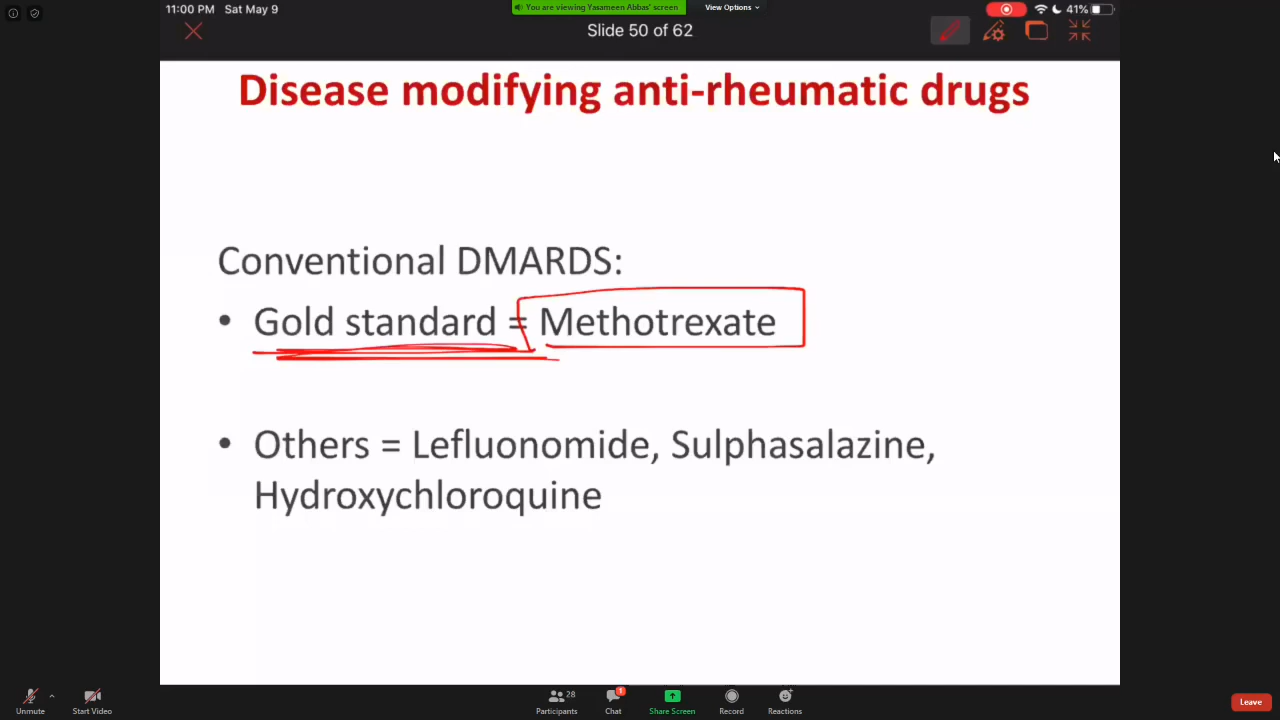 11:00 PM Sat May 9
You are viewing Yasameen Abbas' screen
View Options
41%
Slide 50 of 62
Disease modifying anti-rheumatic drugs
Conventional DMARDS:
• Gold standard = Methotrexate
• Others = Lefluonomide, Sulphasalazine,
Hydroxychloroquine
Unmute
Start Video
28
Participants
1
Chat
Share Screen
Record
Reactions
Leave